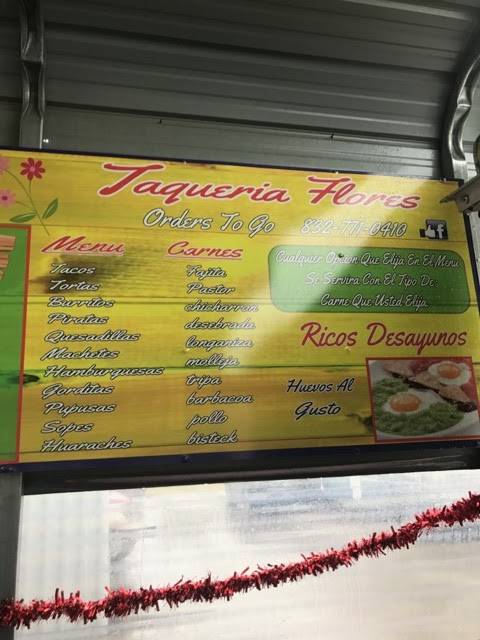 Taqueria Flores
Orders To Go 832-771-0410
Menu
Tacos
Tortas
Burritos
Piratas
Quesadillas
Machetes
Hamburguesas
Gorditas
Pupusas
Sopes
Huaraches
Carnes
Fajita
Pastor
chicharron
desebrada
longaniza
molleja
tripa
barbacoa
pollo
bisteck
Cualquier Opcion Que Elija En El Menu
Se Servira Con El Tipo De
Carne Que Usted Elija
Ricos Desayunos
Huevos Al
Gusto